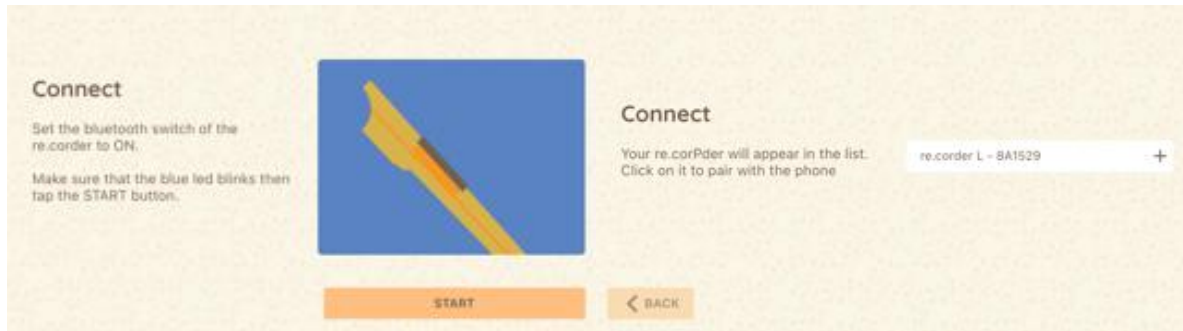 Connect
Set the bluetooth switch of the
re.corder to ON.
Make sure that the blue led blinks then
tap the START button.
START
Connect
Your re.corPder will appear in the list.
Click on it to pair with the phone
re.corder L - 8A1529 +
BACK